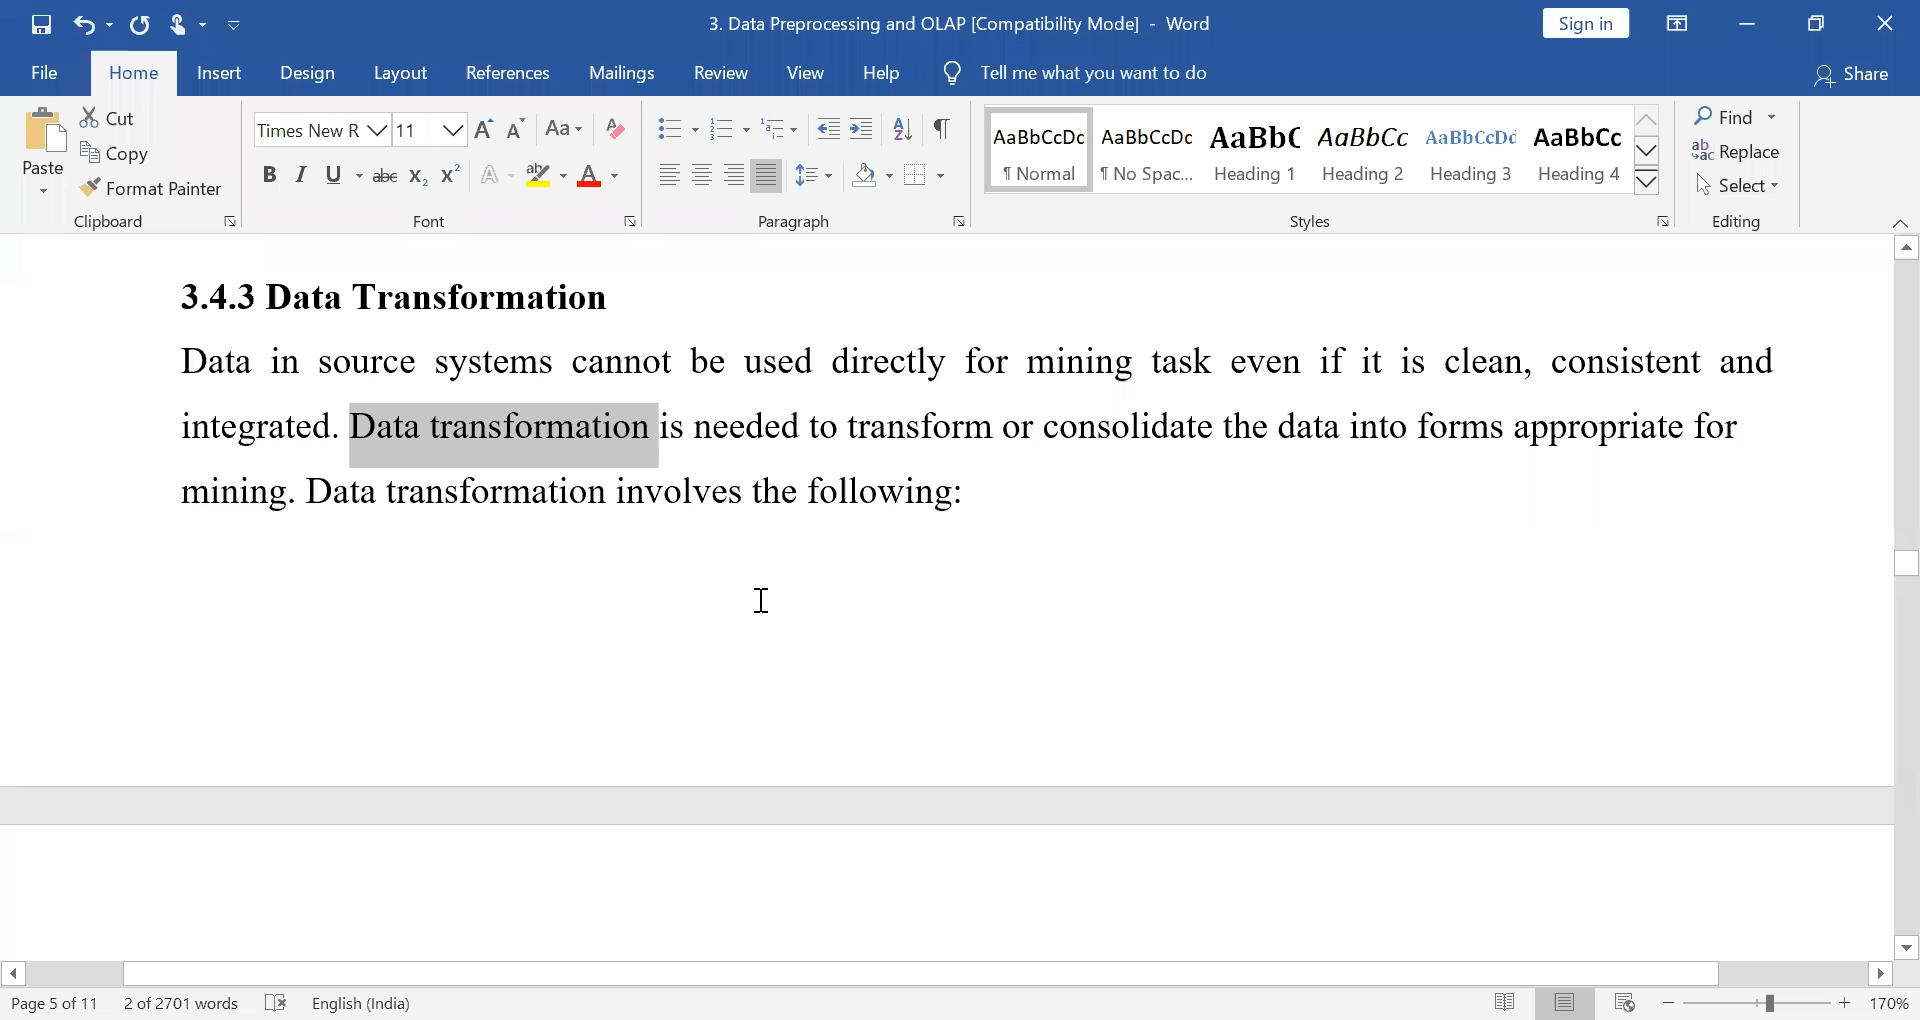 3. Data Preprocessing and OLAP [Compatibility Mode] - Word
Sign in
File Home Insert Design Layout References Mailings Review View Help Tell me what you want to do Share
Paste
Cut
Copy
Format Painter
Clipboard
Times New R 11
Aa
B I U abc X₂ X² A ab A
Font
Paragraph
AaBbCcDc AaBbCcDc AaBbC AaBbCc AaBbCcDd AaBbCc
¶ Normal ¶ No Spac... Heading 1 Heading 2 Heading 3 Heading 4
Styles
Find
Replace
Select
Editing
3.4.3 Data Transformation
Data in source systems cannot be used directly for mining task even if it is clean, consistent and
integrated. Data transformation is needed to transform or consolidate the data into forms appropriate for
mining. Data transformation involves the following:
Page 5 of 11 2 of 2701 words English (India) 170%